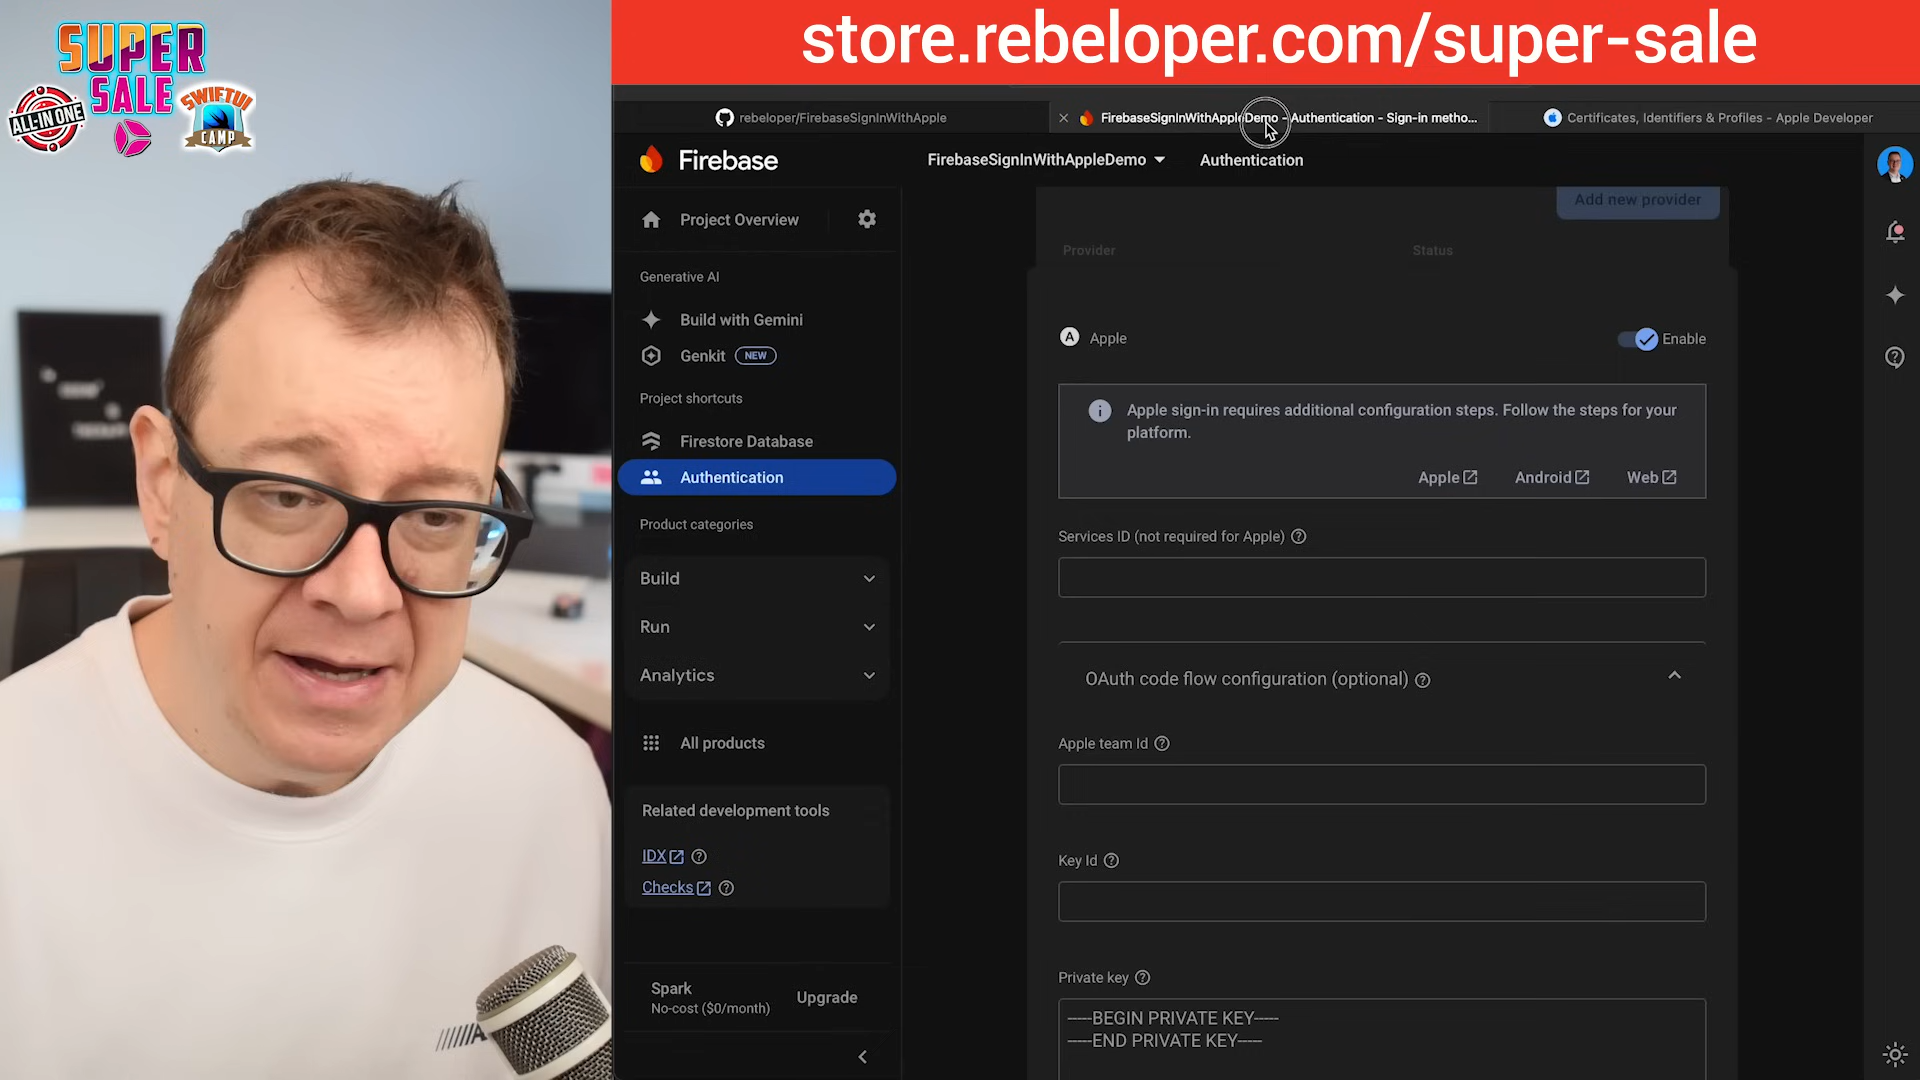 SUPER
SALE
ALL-IN-ONE
SWIFTUI
CAMP
store.rebeloper.com/super-sale
rebeloper/FirebaseSignInWithApple
FirebaseSignInWithAppleDemo - Authentication - Sign-in metho...
Certificates, Identifiers & Profiles - Apple Developer
Firebase
FirebaseSignInWithAppleDemo
Authentication
Project Overview
Generative AI
Build with Gemini
Genkit NEW
Project shortcuts
Firestore Database
Authentication
Product categories
Build
Run
Analytics
All products
Related development tools
IDX
Checks
Spark
No-cost ($0/month)
Upgrade
Add new provider
Provider
Status
Apple
Enable
Apple sign-in requires additional configuration steps. Follow the steps for your
platform.
Apple
Android
Web
Services ID (not required for Apple)
OAuth code flow configuration (optional)
Apple team Id
Key Id
Private key
-----BEGIN PRIVATE KEY-----
-----END PRIVATE KEY-----